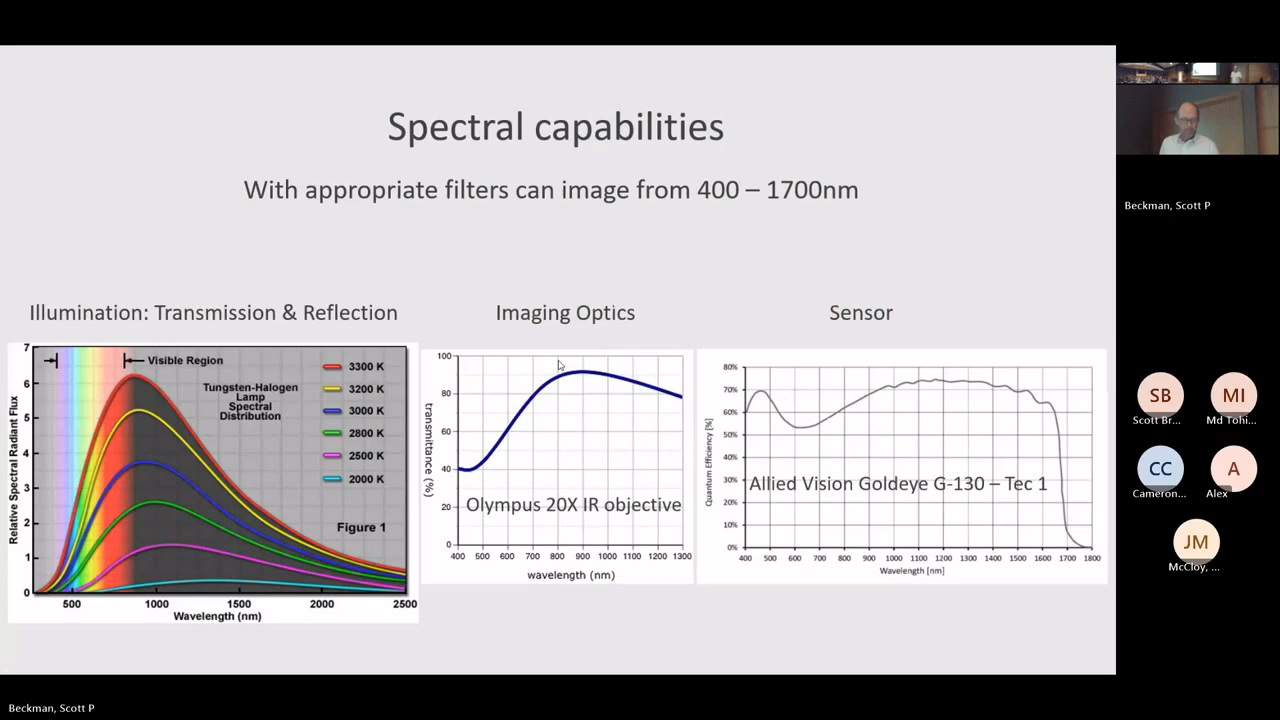 Spectral capabilities
With appropriate filters can image from 400 – 1700nm
Illumination: Transmission & Reflection
Imaging Optics
Sensor
7
6
5
4
3
2
1
0
Relative Spectral Radiant Flux
Visible Region
Tungsten-Halogen
Lamp
Spectral
Distribution
3300 K
3200 K
3000 K
2800 K
2500 K
2000 K
Figure 1
500 1000 1500 2000 2500
Wavelength (nm)
100
80
60
40
20
0
transmittance (%)
Olympus 20X IR objective
400 500 600 700 800 900 1000 1100 1200 1300
wavelength (nm)
80%
70%
60%
50%
40%
30%
20%
10%
0%
Quantum Efficiency [%]
Allied Vision Goldeye G-130 – Tec 1
400 500 600 700 800 900 1000 1100 1200 1300 1400 1500 1600 1700 1800
Wavelength [nm]
Beckman, Scott P
SB
Scott Br...
MI
Md Tohi...
CC
Cameron...
A
Alex
JM
McCloy, ...
Beckman, Scott P